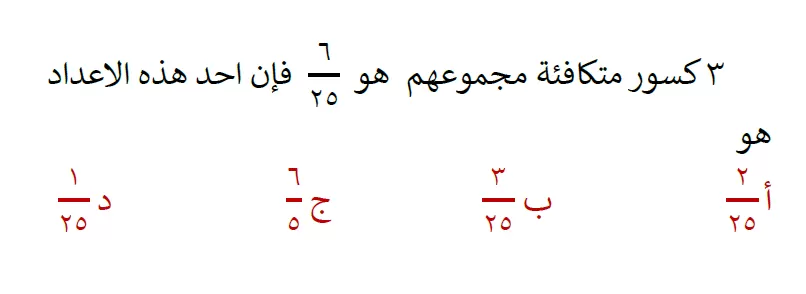 ٣ كسور متكافئة مجموعهم هو ٦/٢٥ فإن احد هذه الاعداد
هو
أ ٢/٢٥ ب ٣/٢٥ ج ٦/٥ د ١/٢٥